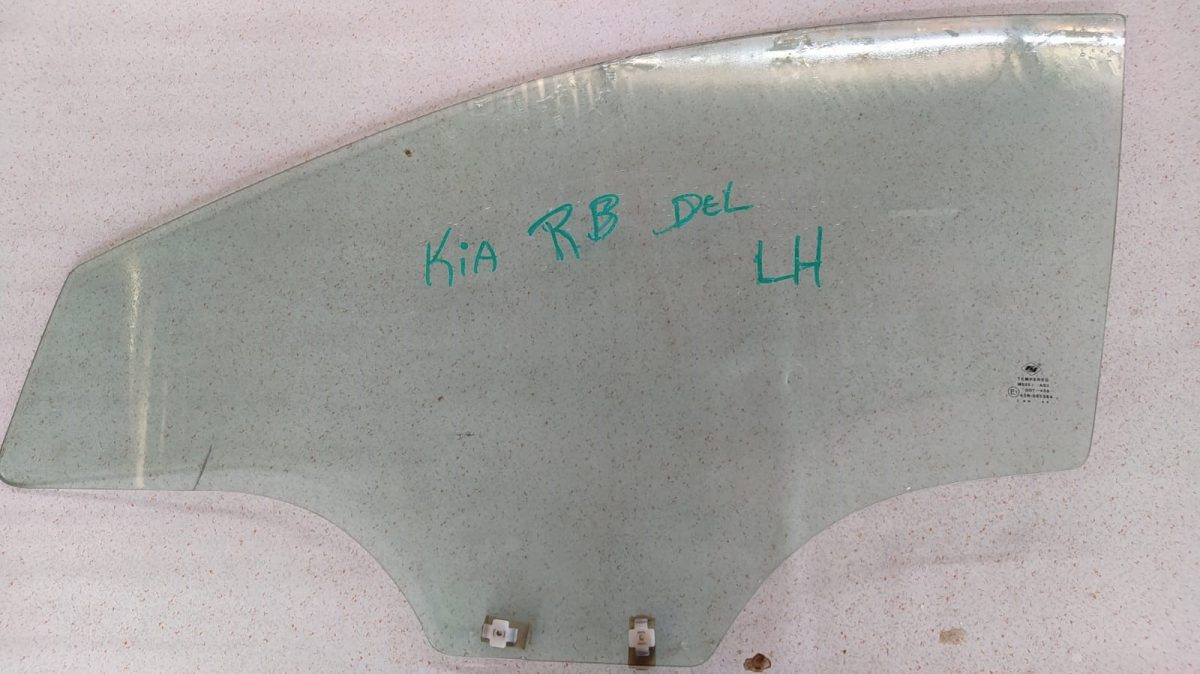 KiA RB DEL
LH
TEMPERED